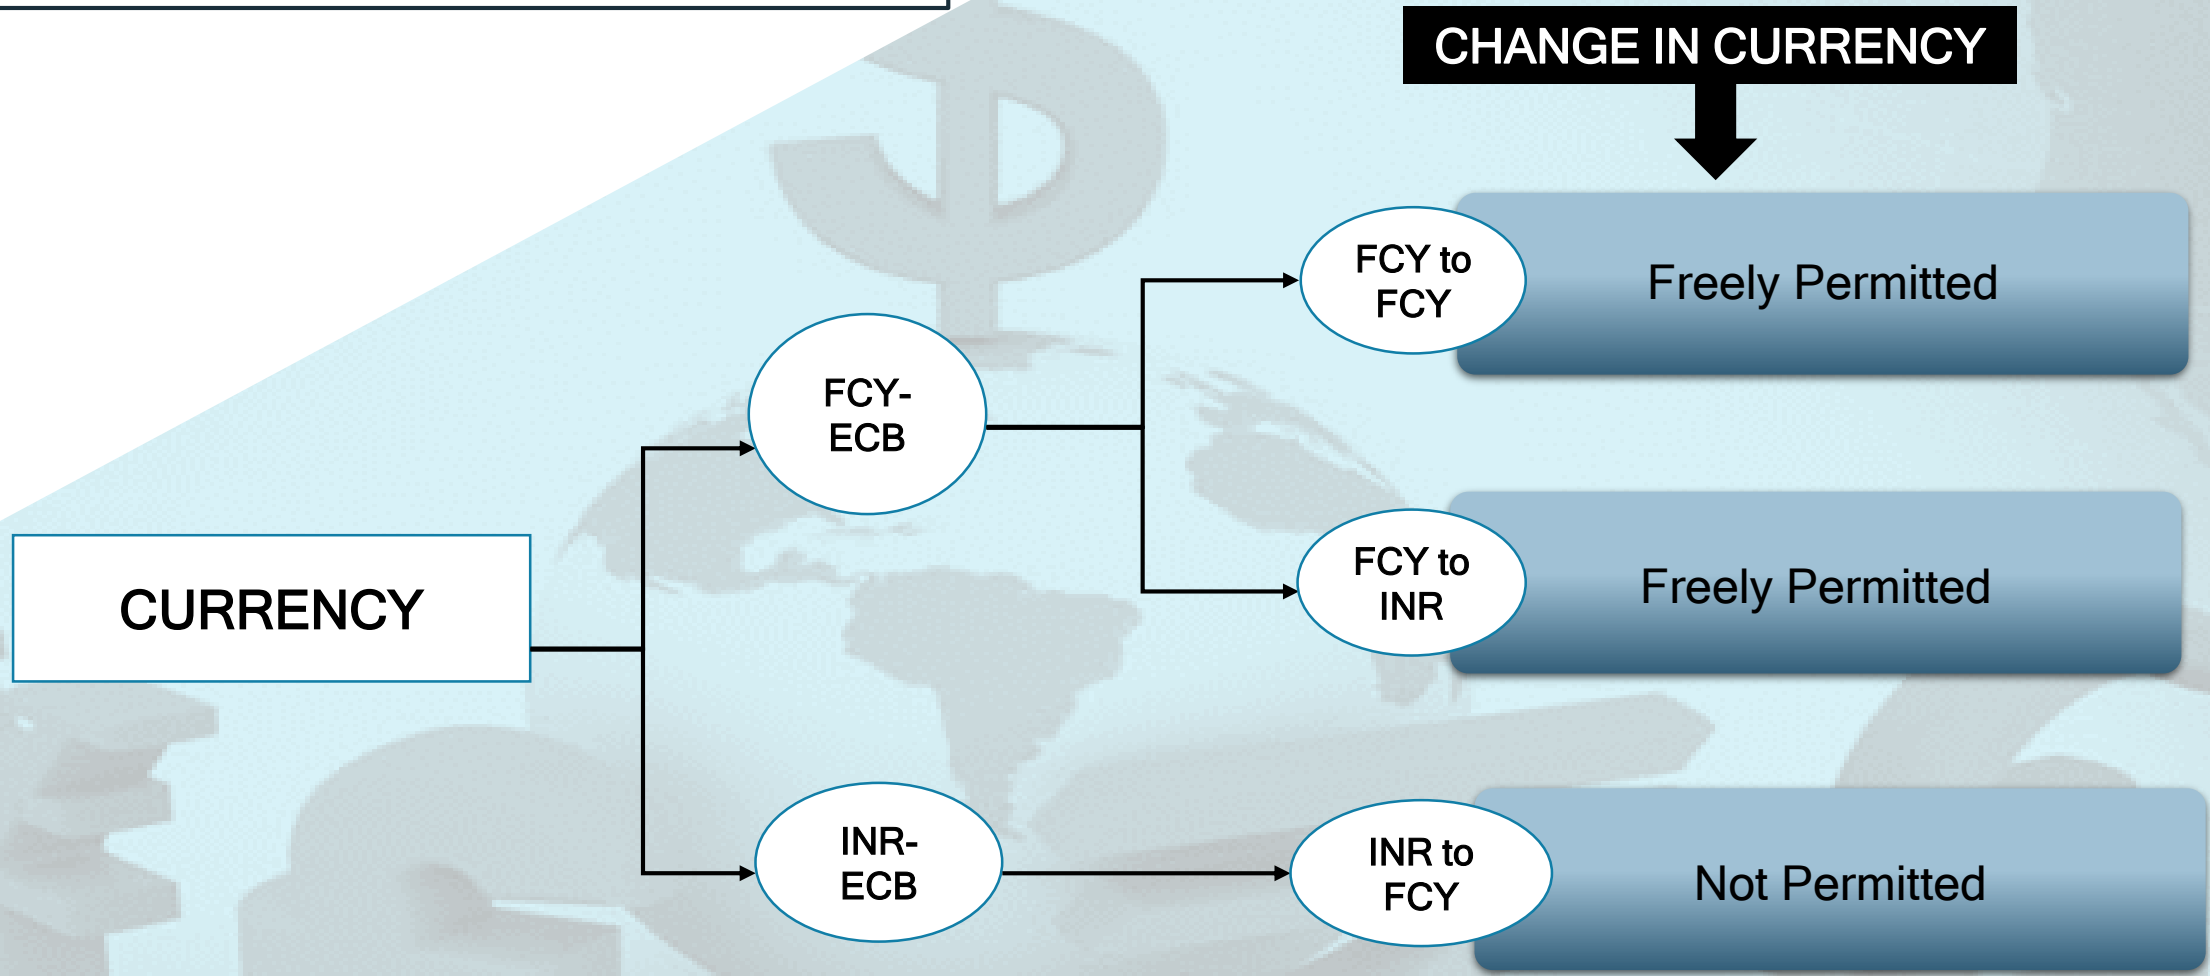 CHANGE IN CURRENCY
FCY to
FCY
Freely Permitted
FCY-
ECB
FCY to
INR
Freely Permitted
CURRENCY
INR-
ECB
INR to
FCY
Not Permitted